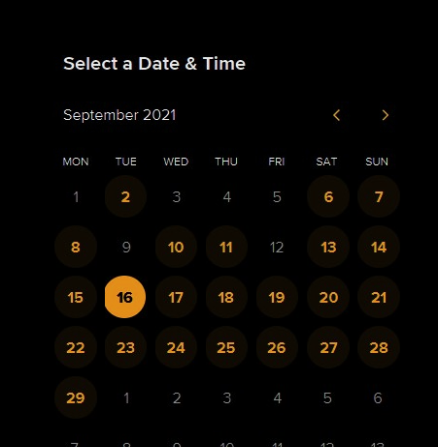 Select a Date & Time
September 2021
MON TUE WED THU FRI SAT SUN
1 2 3 4 5 6 7
8 9 10 11 12 13 14
15 16 17 18 19 20 21
22 23 24 25 26 27 28
29 1 2 3 4 5 6